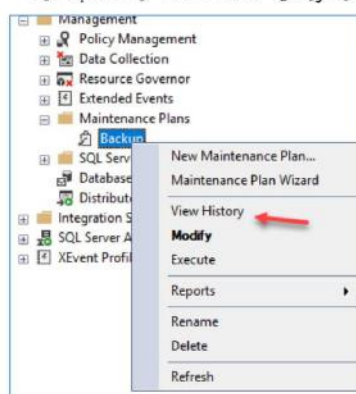 Management
Policy Management
Data Collection
Resource Governor
Extended Events
Maintenance Plans
Backup
SQL Serv
Database
Distribut
Integration S
SQL Server A
XEvent Profil
New Maintenance Plan...
Maintenance Plan Wizard
View History
Modify
Execute
Reports
Rename
Delete
Refresh